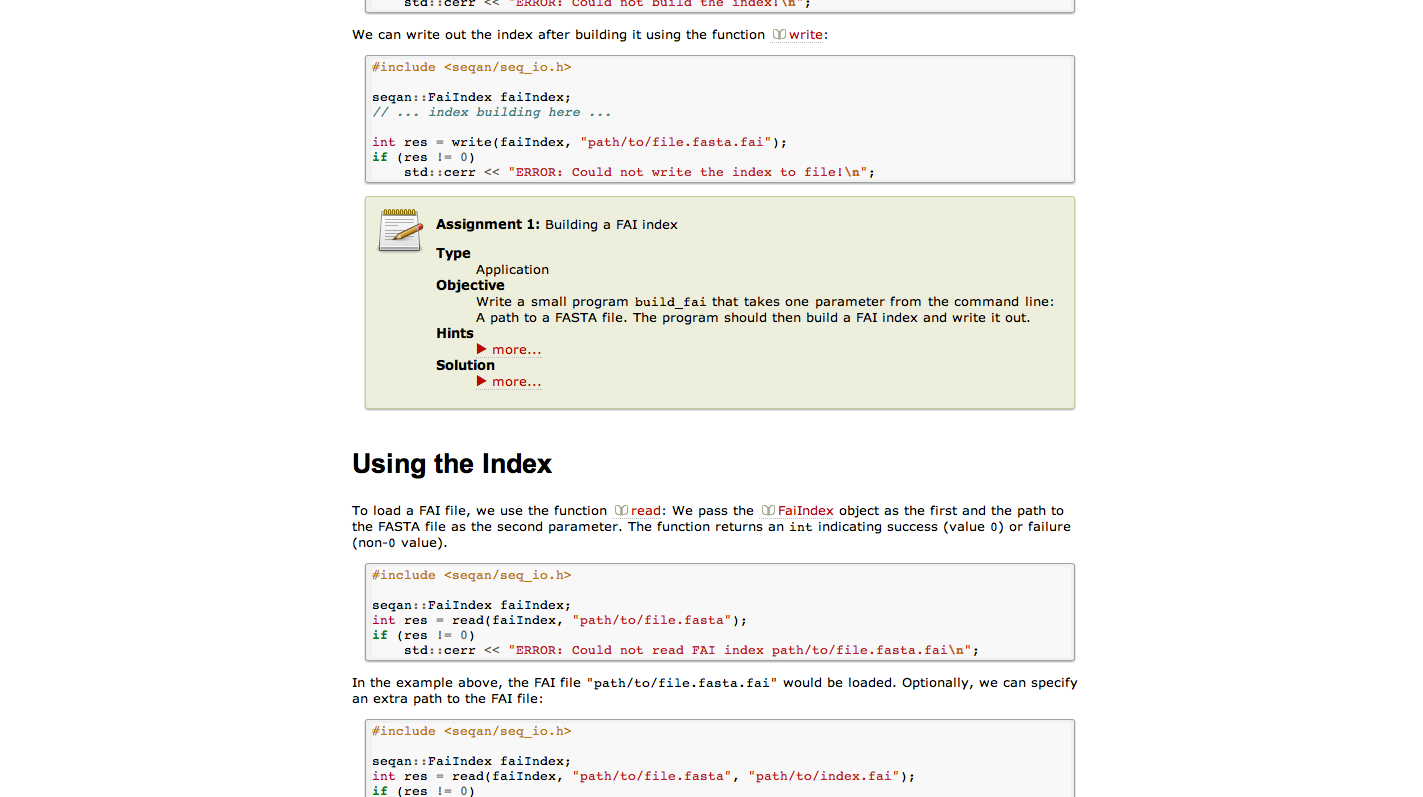 std::cerr << "ERROR: Could not build the index!\n";
We can write out the index after building it using the function write:
#include <seqan/seq_io.h>
seqan::FaiIndex faiIndex;
// ... index building here ...
int res = write(faiIndex, "path/to/file.fasta.fai");
if (res != 0)
    std::cerr << "ERROR: Could not write the index to file!\n";
Assignment 1: Building a FAI index
Type
Application
Objective
Write a small program build_fai that takes one parameter from the command line:
A path to a FASTA file. The program should then build a FAI index and write it out.
Hints
more...
Solution
more...
Using the Index
To load a FAI file, we use the function read: We pass the FaiIndex object as the first and the path to
the FASTA file as the second parameter. The function returns an int indicating success (value 0) or failure
(non-0 value).
#include <seqan/seq_io.h>
seqan::FaiIndex faiIndex;
int res = read(faiIndex, "path/to/file.fasta");
if (res != 0)
    std::cerr << "ERROR: Could not read FAI index path/to/file.fasta.fai\n";
In the example above, the FAI file "path/to/file.fasta.fai" would be loaded. Optionally, we can specify
an extra path to the FAI file:
#include <seqan/seq_io.h>
seqan::FaiIndex faiIndex;
int res = read(faiIndex, "path/to/file.fasta", "path/to/index.fai");
if (res != 0)